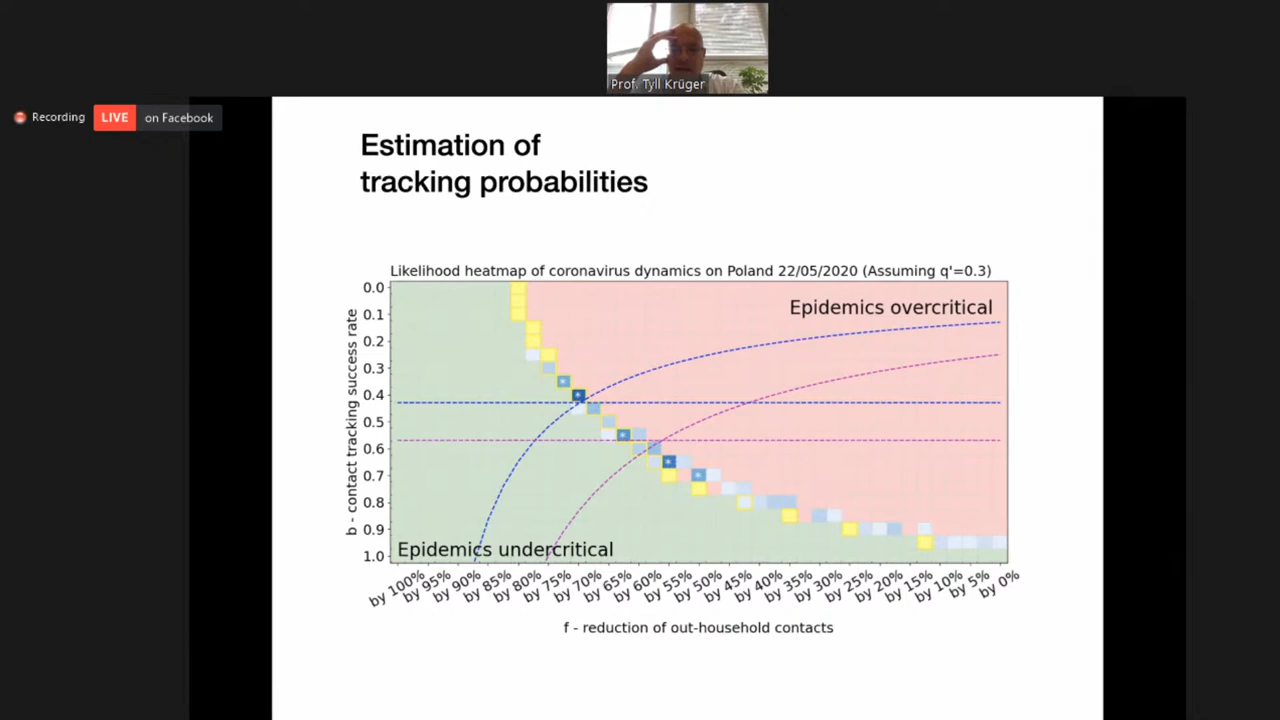 Prof. Tyll Krüger
Recording
LIVE
on Facebook
Estimation of
tracking probabilities
Likelihood heatmap of coronavirus dynamics on Poland 22/05/2020 (Assuming q'=0.3)
Epidemics overcritical
0.0
0.1
0.2
0.3
0.4
0.5
0.6
0.7
0.8
0.9
1.0
b - contact tracking success rate
Epidemics undercritical
by 100%
by 95%
by 90%
by 85%
by 80%
by 75%
by 70%
by 65%
by 60%
by 55%
by 50%
by 45%
by 40%
by 35%
by 30%
by 25%
by 20%
by 15%
by 10%
by 5%
by 0%
f - reduction of out-household contacts